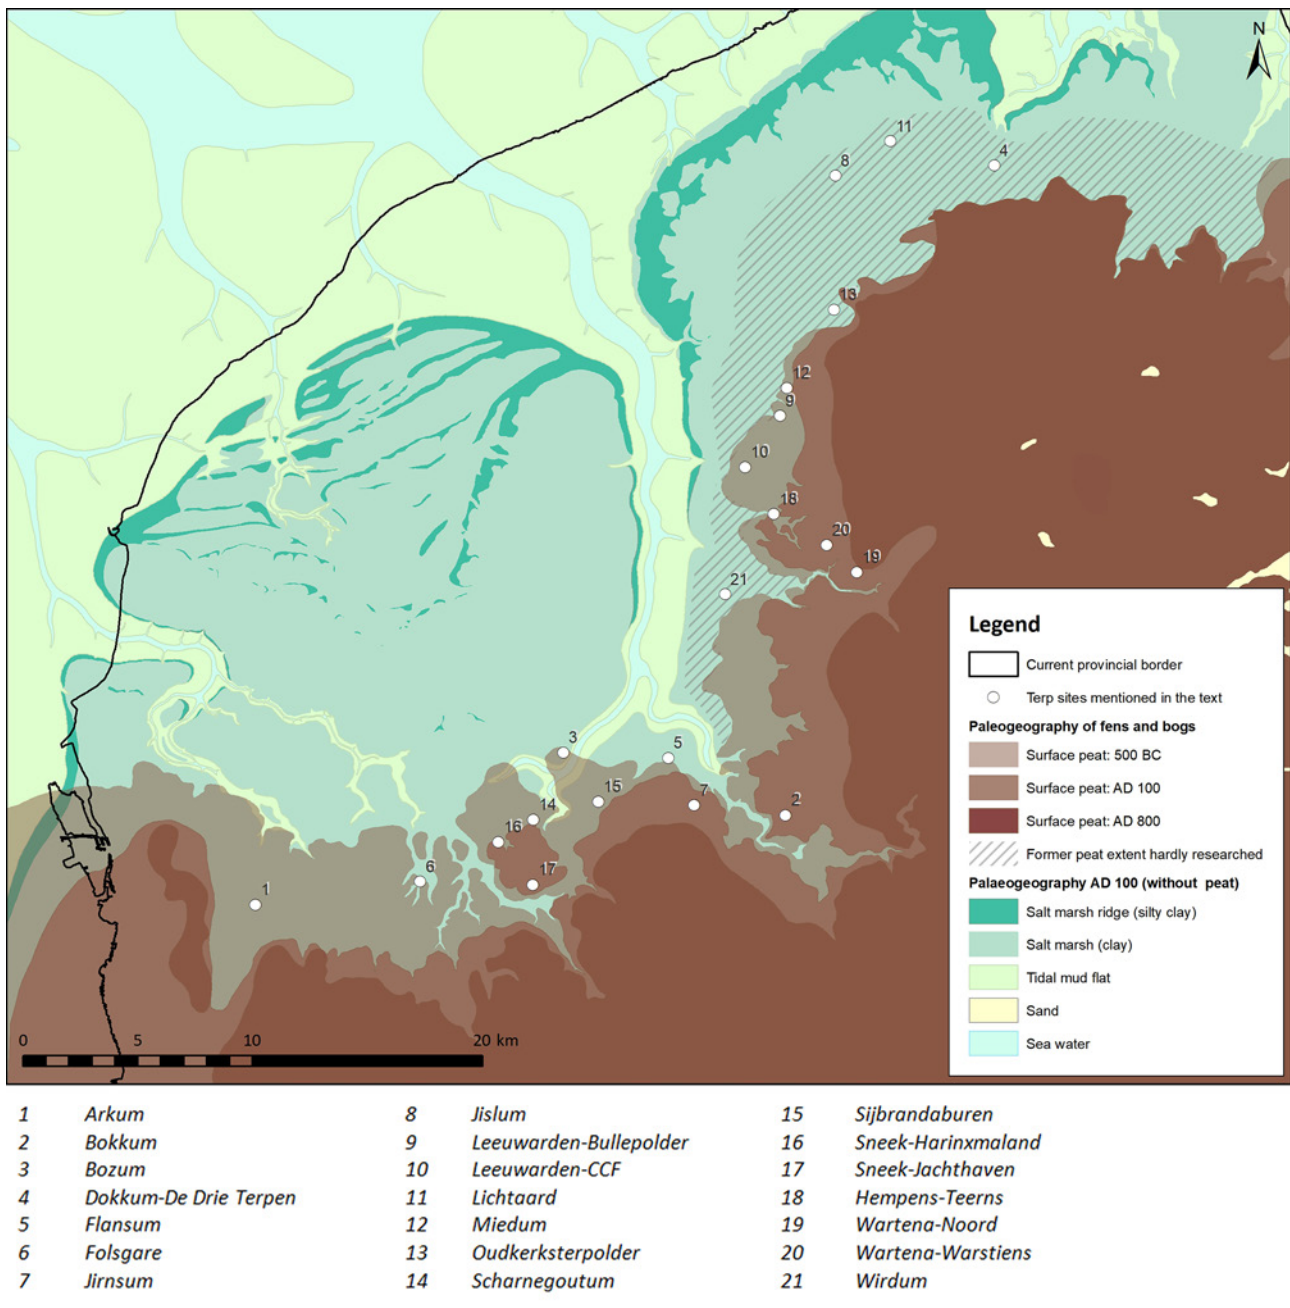 N
11
8
4
13
12
9
10
18
20
19
21
3
5
15
14
7
2
16
6
17
1
Legend
Current provincial border
Terp sites mentioned in the text
Paleogeography of fens and bogs
Surface peat: 500 BC
Surface peat: AD 100
Surface peat: AD 800
Former peat extent hardly researched
Palaeogeography AD 100 (without peat)
Salt marsh ridge (silty clay)
Salt marsh (clay)
Tidal mud flat
Sand
Sea water
0 5 10 20 km
1 Arkum
2 Bokkum
3 Bozum
4 Dokkum-De Drie Terpen
5 Flansum
6 Folsgare
7 Jirnsum
8 Jislum
9 Leeuwarden-Bullepolder
10 Leeuwarden-CCF
11 Lichtaard
12 Miedum
13 Oudkerksterpolder
14 Scharnegoutum
15 Sijbrandaburen
16 Sneek-Harinxmaland
17 Sneek-Jachthaven
18 Hempens-Teerns
19 Wartena-Noord
20 Wartena-Warstiens
21 Wirdum